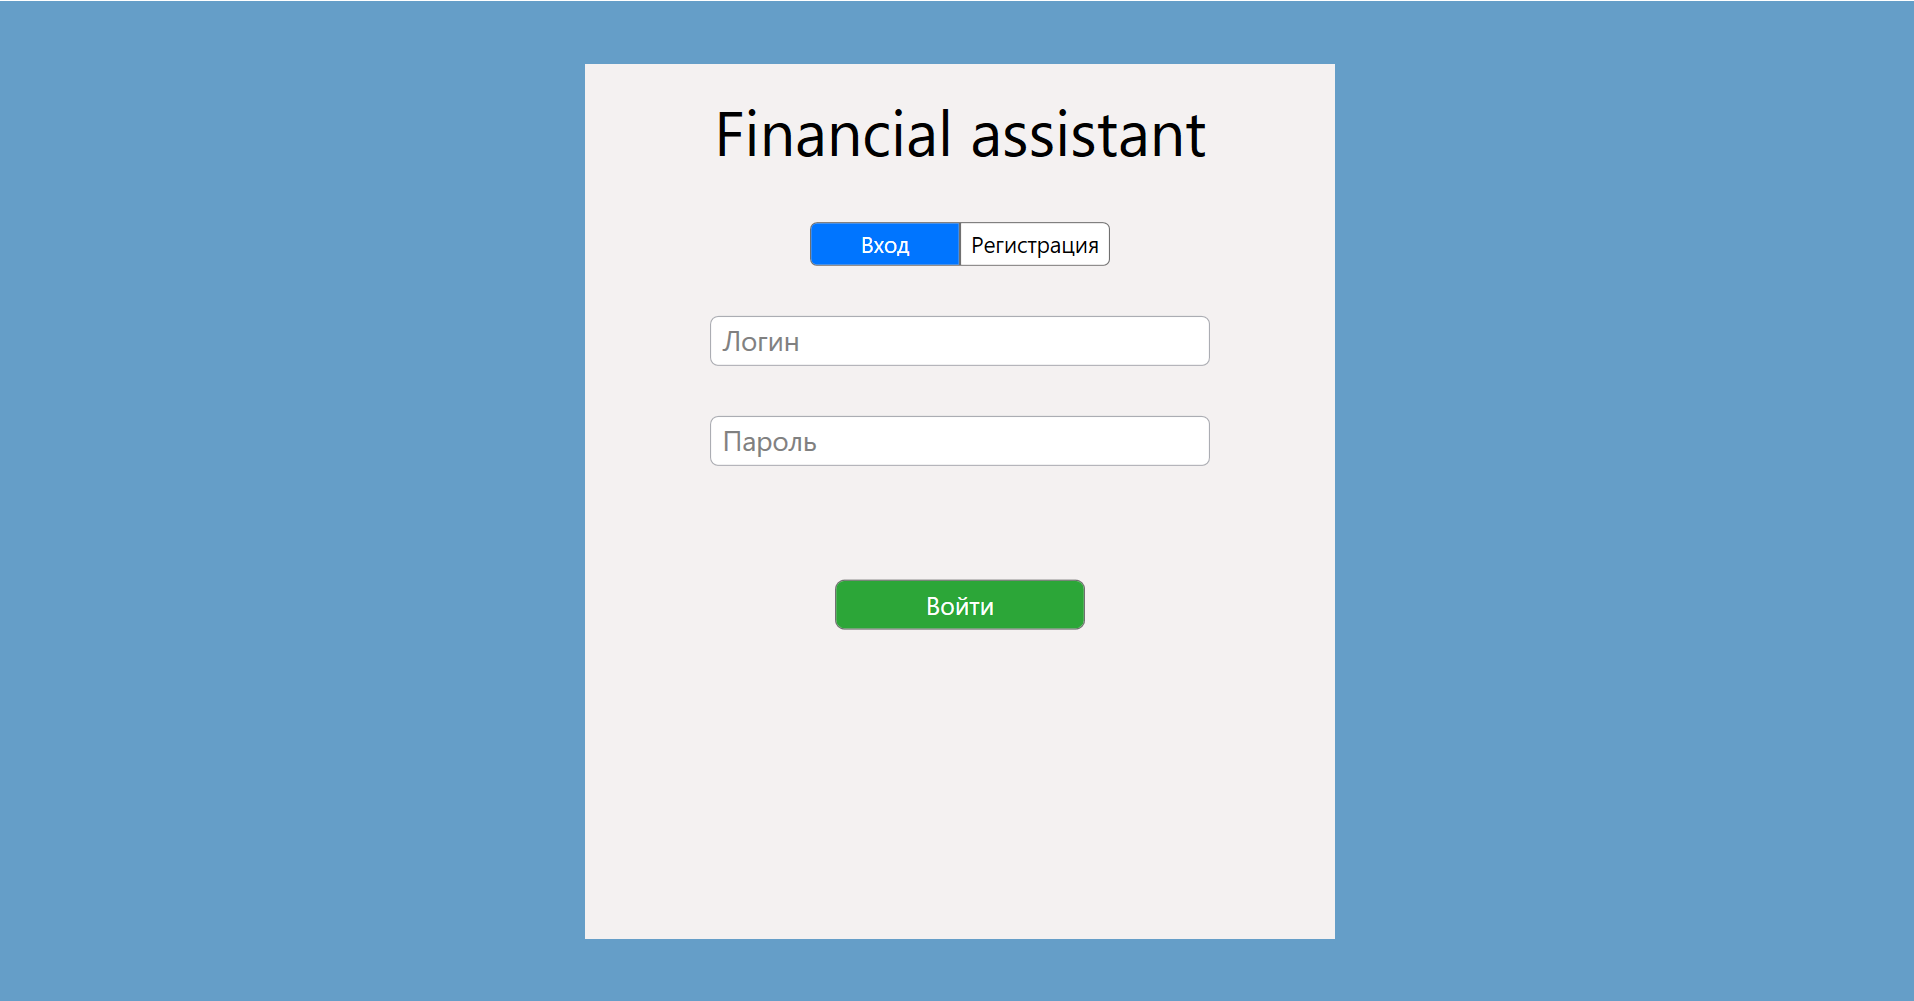 Financial assistant
Вход Регистрация
Логин
Пароль
Войти